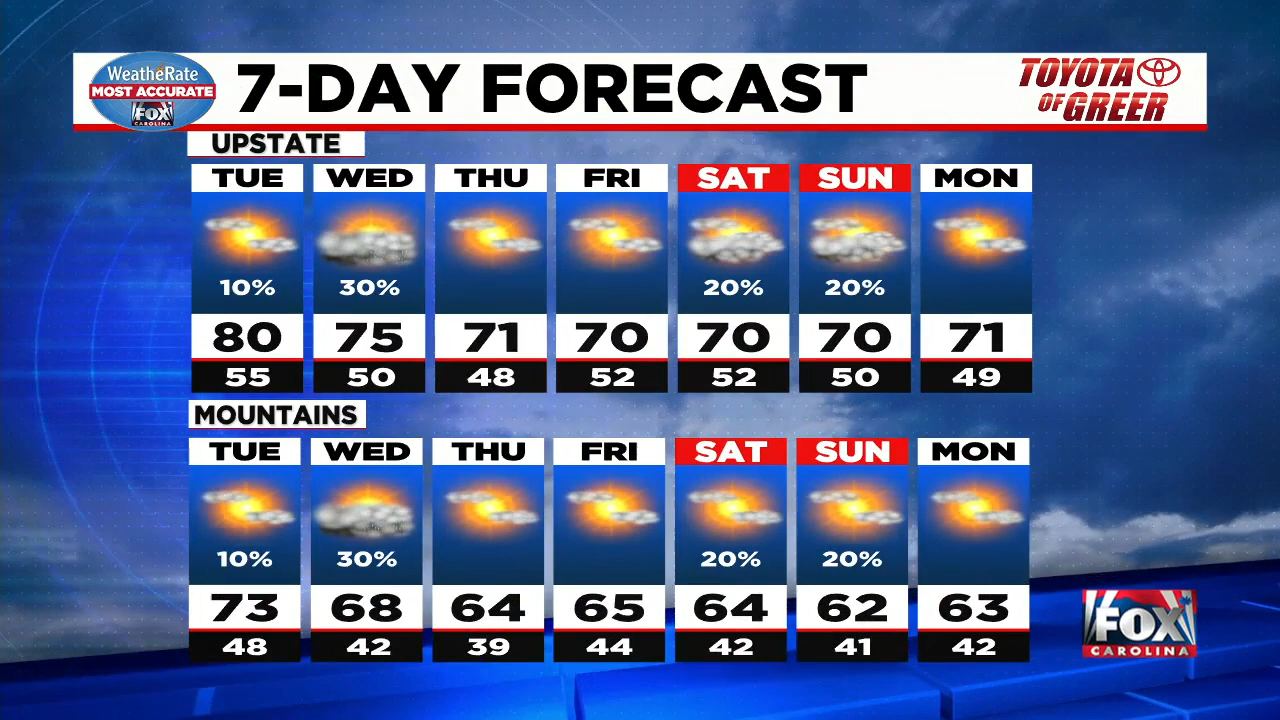 WeatheRate
MOST ACCURATE
FOX
CAROLINA
7-DAY FORECAST
TOYOTA
OF GREER
UPSTATE
TUE WED THU FRI SAT SUN MON
10% 30% 20% 20%
80 75 71 70 70 70 71
55 50 48 52 52 50 49
MOUNTAINS
TUE WED THU FRI SAT SUN MON
10% 30% 20% 20%
73 68 64 65 64 62 63
48 42 39 44 42 41 42
FOX
CAROLINA